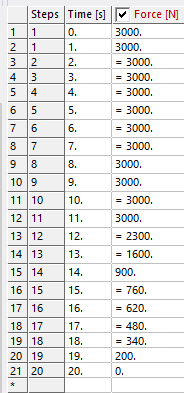 Steps Time [s] Force [N]
1 1 0. 3000.
2 1 1. 3000.
3 2 2. = 3000.
4 3 3. = 3000.
5 4 4. = 3000.
6 5 5. = 3000.
7 6 6. = 3000.
8 7 7. = 3000.
9 8 8. 3000.
10 9 9. 3000.
11 10 10. = 3000.
12 11 11. 3000.
13 12 12. = 2300.
14 13 13. = 1600.
15 14 14. 900.
16 15 15. = 760.
17 16 16. = 620.
18 17 17. = 480.
19 18 18. = 340.
20 19 19. 200.
21 20 20. 0.
*